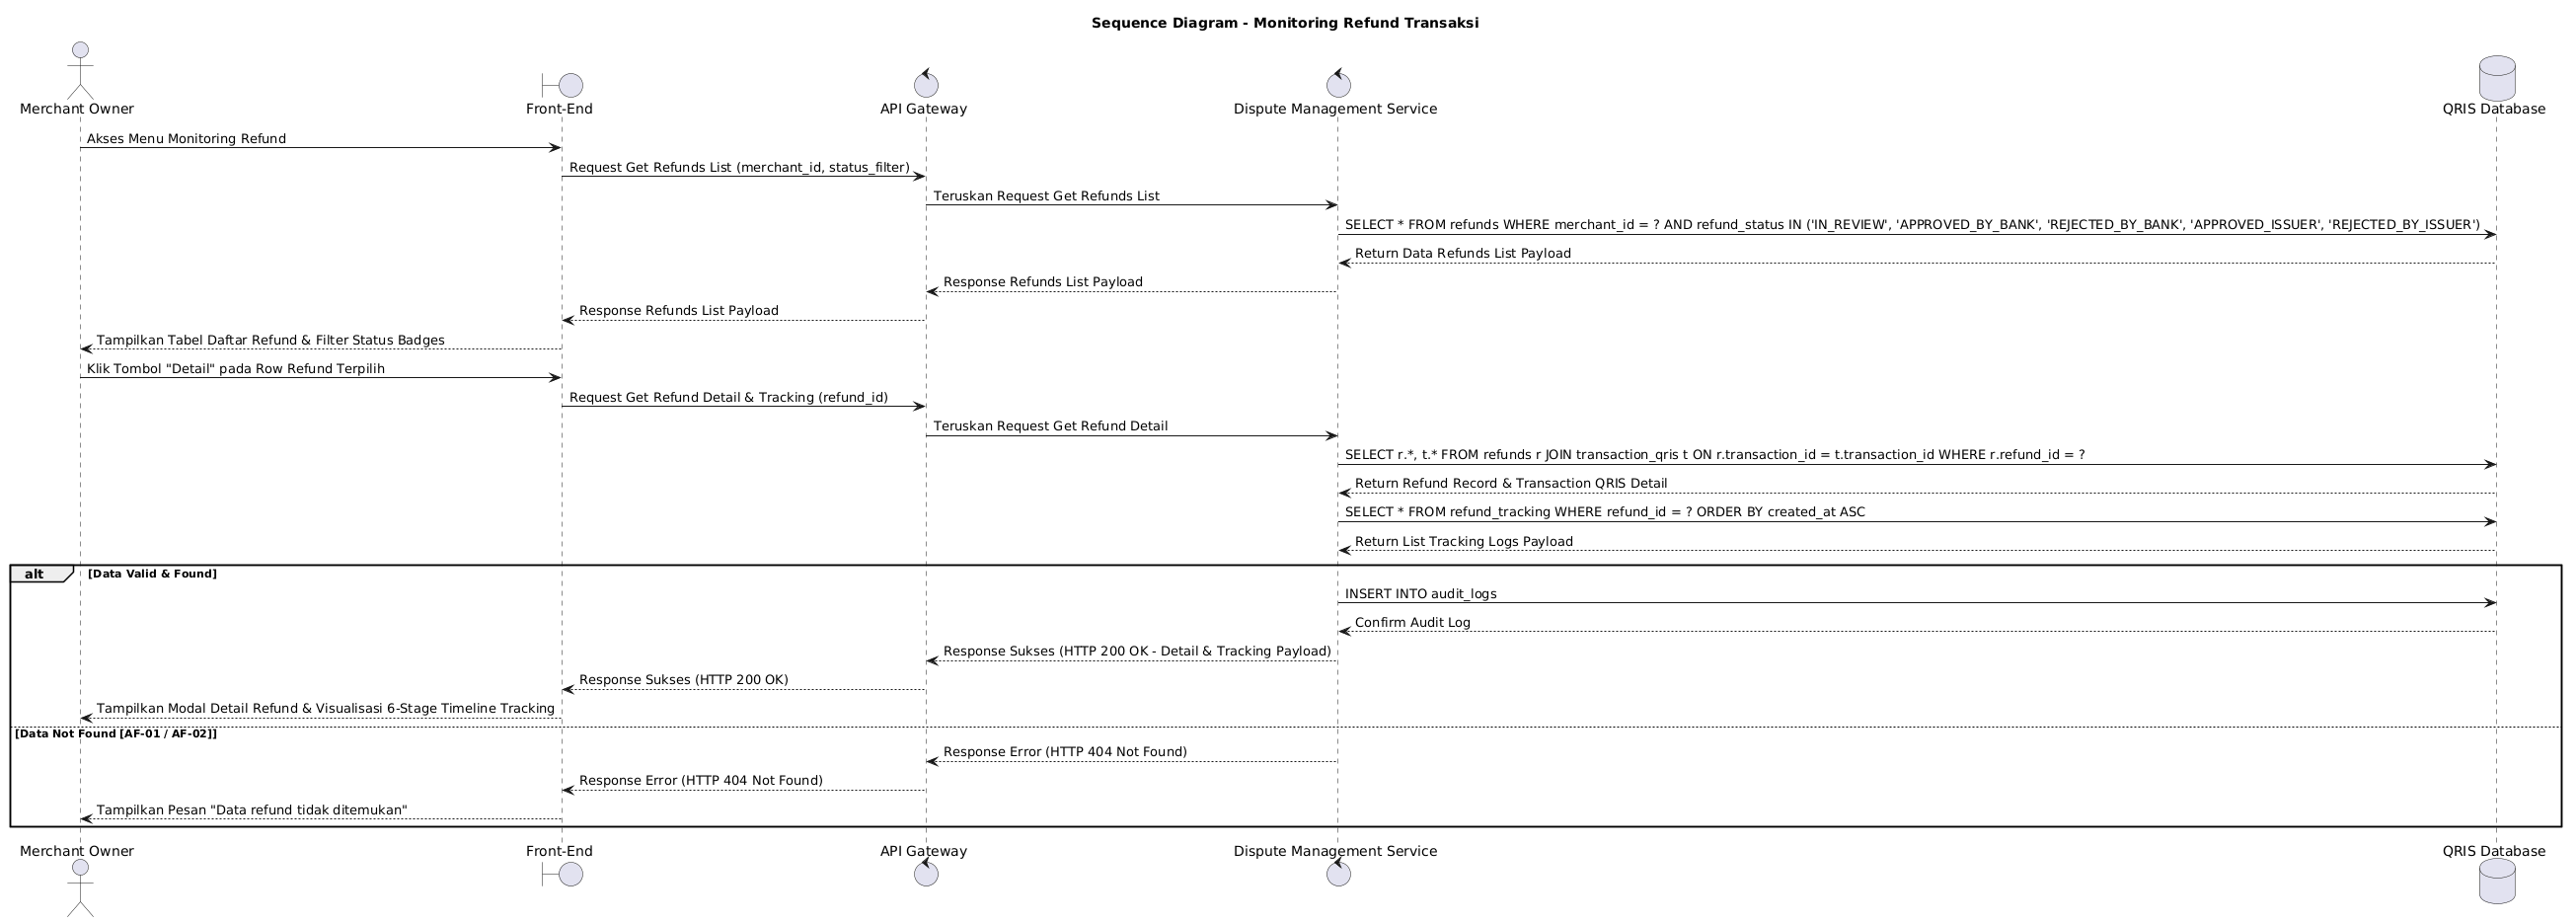 Sequence Diagram - Monitoring Refund Transaksi
Merchant Owner
Front-End
API Gateway
Dispute Management Service
QRIS Database
Akses Menu Monitoring Refund
Request Get Refunds List (merchant_id, status_filter)
Teruskan Request Get Refunds List
SELECT * FROM refunds WHERE merchant_id = ? AND refund_status IN ('IN_REVIEW', 'APPROVED_BY_BANK', 'REJECTED_BY_BANK', 'APPROVED_ISSUER', 'REJECTED_BY_ISSUER')
Return Data Refunds List Payload
Response Refunds List Payload
Response Refunds List Payload
Tampilkan Tabel Daftar Refund & Filter Status Badges
Klik Tombol "Detail" pada Row Refund Terpilih
Request Get Refund Detail & Tracking (refund_id)
Teruskan Request Get Refund Detail
SELECT r.*, t.* FROM refunds r JOIN transaction_qris t ON r.transaction_id = t.transaction_id WHERE r.refund_id = ?
Return Refund Record & Transaction QRIS Detail
SELECT * FROM refund_tracking WHERE refund_id = ? ORDER BY created_at ASC
Return List Tracking Logs Payload
alt
[Data Valid & Found]
INSERT INTO audit_logs
Confirm Audit Log
Response Sukses (HTTP 200 OK - Detail & Tracking Payload)
Response Sukses (HTTP 200 OK)
Tampilkan Modal Detail Refund & Visualisasi 6-Stage Timeline Tracking
[Data Not Found [AF-01 / AF-02]]
Response Error (HTTP 404 Not Found)
Response Error (HTTP 404 Not Found)
Tampilkan Pesan "Data refund tidak ditemukan"
Merchant Owner
Front-End
API Gateway
Dispute Management Service
QRIS Database